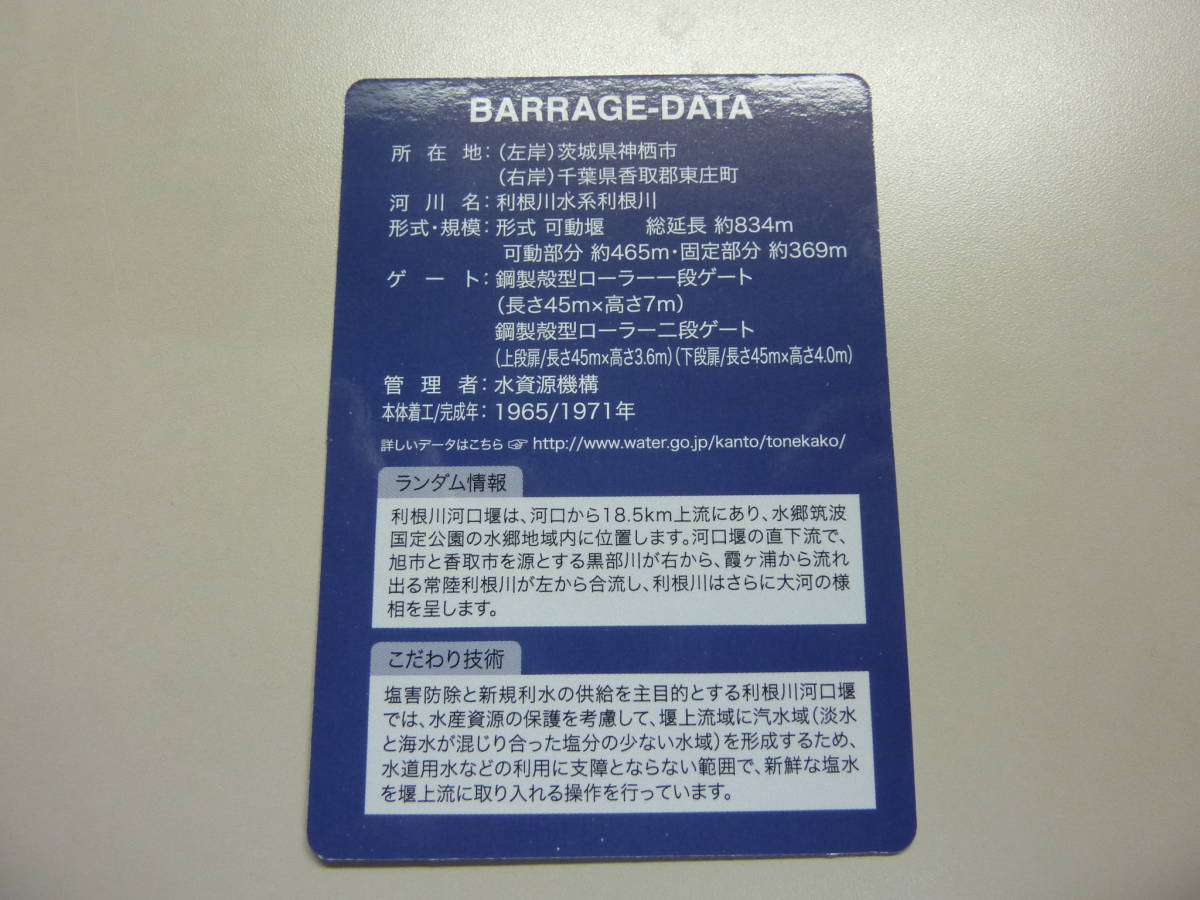 BARRAGE-DATA
所在地：（左岸）茨城県神栖市
（右岸）千葉県香取郡東庄町
河川名：利根川水系利根川
形式・規模：形式 可動堰　総延長 約834m
可動部分 約465m・固定部分 約369m
ゲート：鋼製殻型ローラー一段ゲート
（長さ45m×高さ7m）
鋼製殻型ローラー二段ゲート
（上段扉/長さ45m×高さ3.6m）（下段扉/長さ45m×高さ4.0m）
管理者：水資源機構
本体着工/完成年：1965/1971年
詳しいデータはこちら☞http://www.water.go.jp/kanto/tonekako/
ランダム情報
利根川河口堰は、河口から18.5km上流にあり、水郷筑波
国定公園の水郷地域内に位置します。河口堰の直下流で、
旭市と香取市を源とする黒部川が右から、霞ヶ浦から流れ
出る常陸利根川が左から合流し、利根川はさらに大河の様
相を呈します。
こだわり技術
塩害防除と新規利水の供給を主目的とする利根川河口堰
では、水産資源の保護を考慮して、堰上流域に汽水域（淡水
と海水が混じり合った塩分の少ない水域）を形成するため、
水道用水などの利用に支障とならない範囲で、新鮮な塩水
を堰上流に取り入れる操作を行っています。